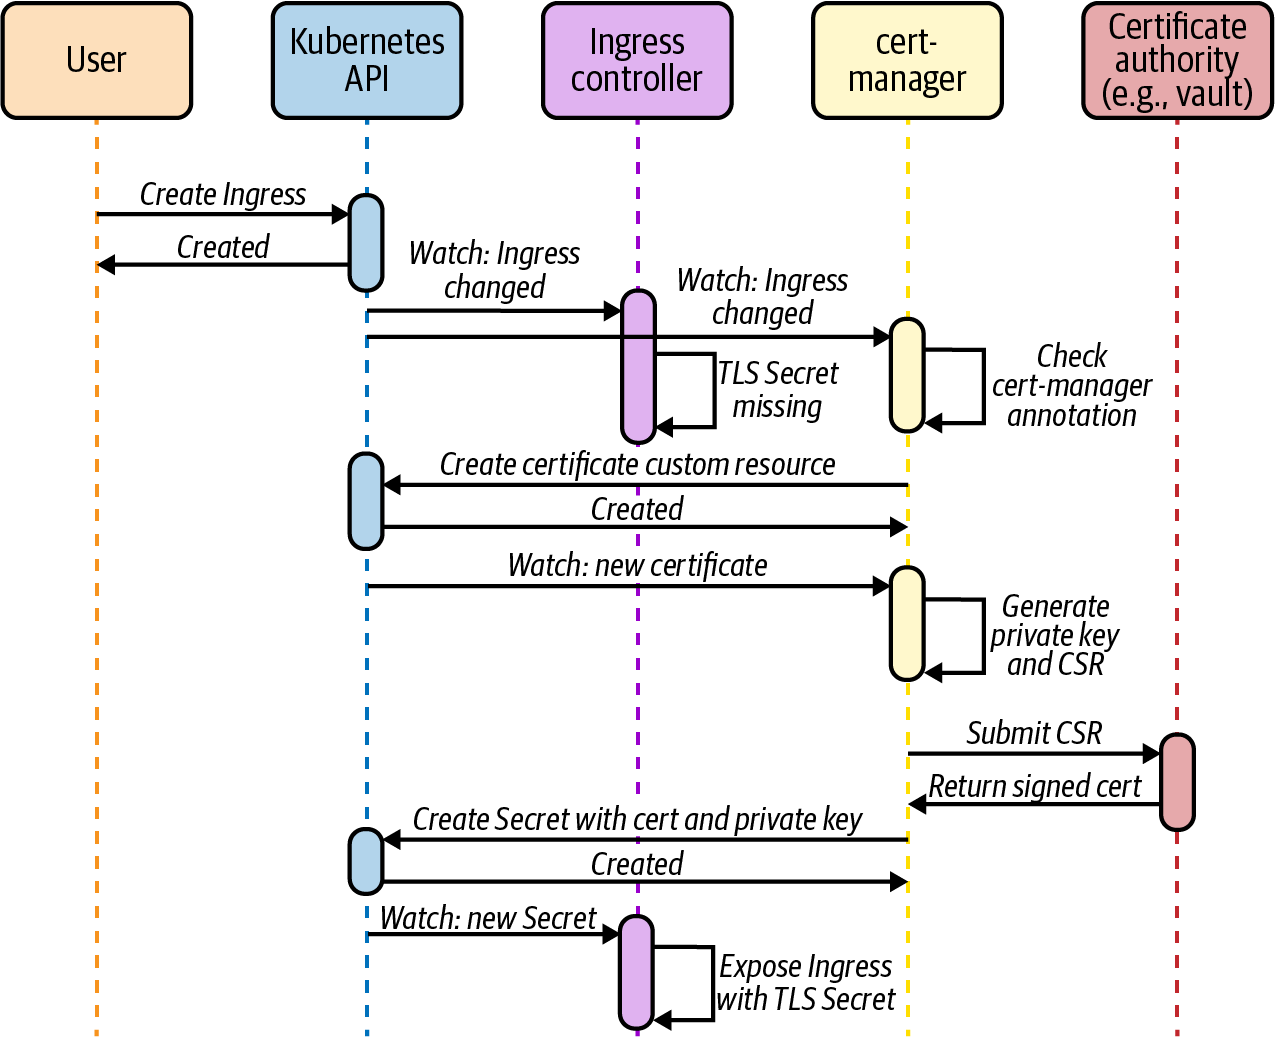 User
Kubernetes
API
Ingress
controller
cert-
manager
Certificate
authority
(e.g., vault)
Create Ingress
Created
Watch: Ingress
changed
Watch: Ingress
changed
TLS Secret
missing
Check
cert-manager
annotation
Create certificate custom resource
Created
Watch: new certificate
Generate
private key
and CSR
Submit CSR
Return signed cert
Create Secret with cert and private key
Created
Watch: new Secret
Expose Ingress
with TLS Secret